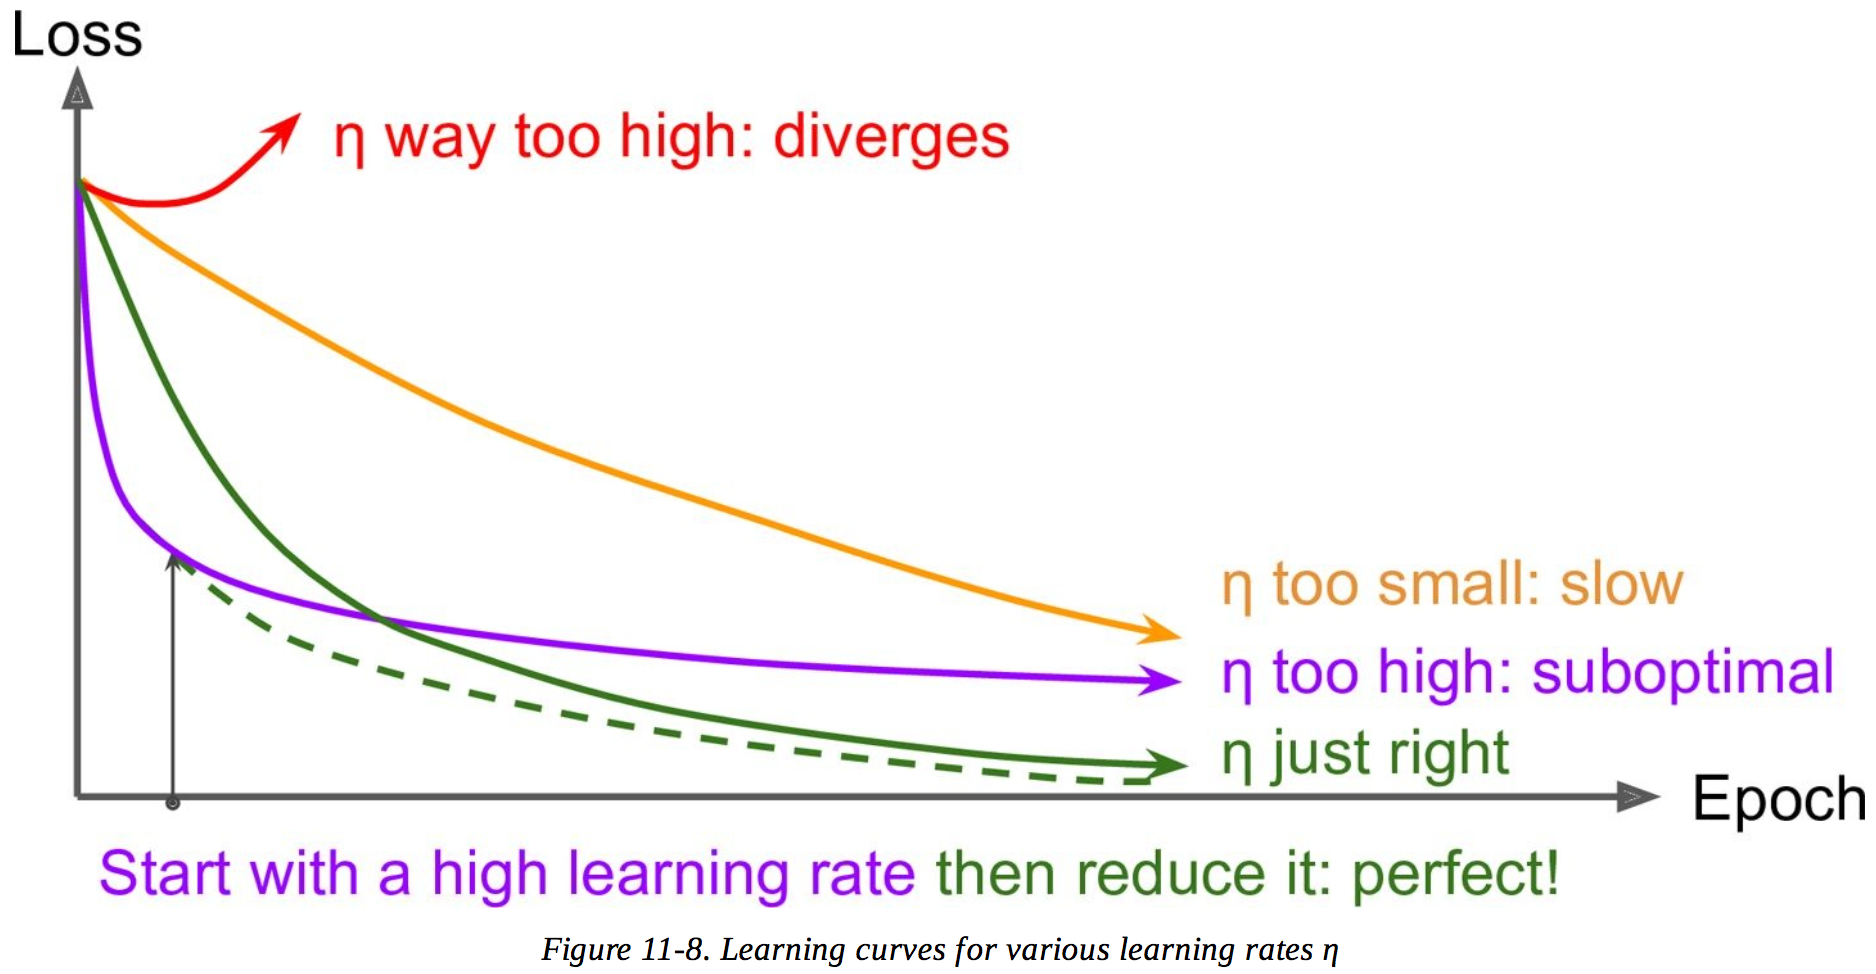 Loss
η way too high: diverges
η too small: slow
η too high: suboptimal
η just right
Epoch
Start with a high learning rate then reduce it: perfect!
Figure 11-8. Learning curves for various learning rates η